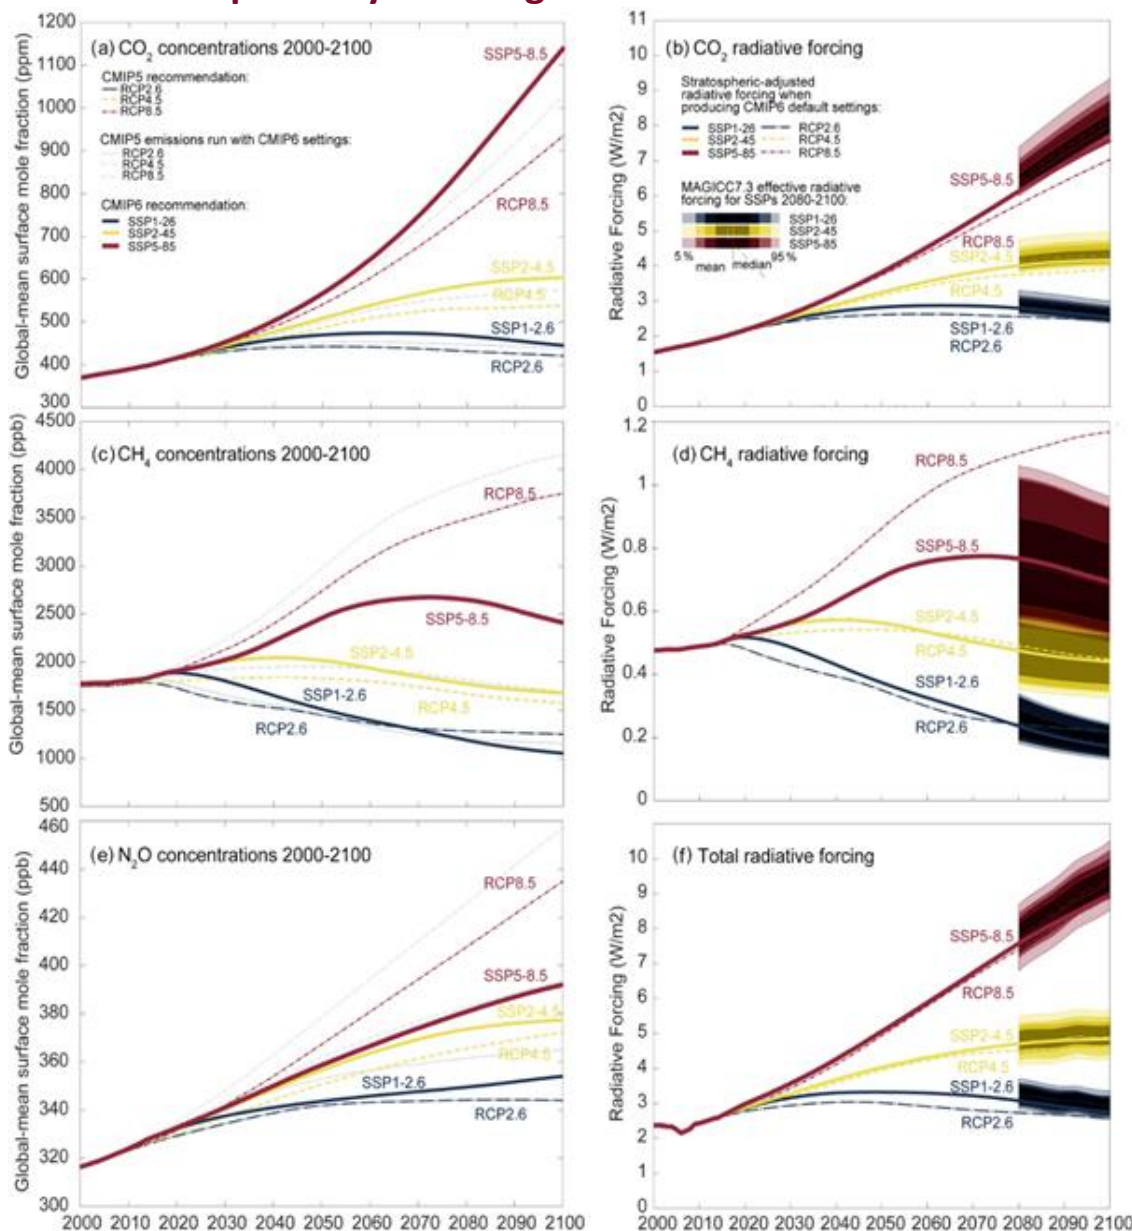 1200
1100
1000
900
800
700
600
500
400
300
Global-mean surface mole fraction (ppm)
(a) CO2 concentrations 2000-2100
CMIP5 recommendation:
RCP2.6
RCP4.5
RCP8.5
CMIP5 emissions run with CMIP6 settings:
RCP2.6
RCP4.5
RCP8.5
CMIP6 recommendation:
SSP1-26
SSP2-45
SSP5-85
SSP5-8.5
RCP8.5
SSP2-4.5
RCP4.5
SSP1-2.6
RCP2.6
11
10
9
8
7
6
5
4
3
2
1
0
Radiative Forcing (W/m2)
(b) CO2 radiative forcing
Stratospheric-adjusted
radiative forcing when
producing CMIP6 default settings:
SSP1-26 RCP2.6
SSP2-45 RCP4.5
SSP5-85 RCP8.5
MAGICC7.3 effective radiative
forcing for SSPs 2080-2100:
SSP1-26
SSP2-45
SSP5-85
5 % 95 %
mean median
SSP5-8.5
RCP8.5
SSP2-4.5
RCP4.5
SSP1-2.6
RCP2.6
4500
4000
3500
3000
2500
2000
1500
1000
500
Global-mean surface mole fraction (ppb)
(c) CH4 concentrations 2000-2100
RCP8.5
SSP5-8.5
SSP2-4.5
SSP1-2.6
RCP4.5
RCP2.6
1.2
1
0.8
0.6
0.4
0.2
0
Radiative Forcing (W/m2)
(d) CH4 radiative forcing
RCP8.5
SSP5-8.5
SSP2-4.5
RCP4.5
SSP1-2.6
RCP2.6
460
440
420
400
380
360
340
320
300
Global-mean surface mole fraction (ppb)
(e) N2O concentrations 2000-2100
RCP8.5
SSP5-8.5
SSP2-4.5
RCP4.5
SSP1-2.6
RCP2.6
2000 2010 2020 2030 2040 2050 2060 2070 2080 2090 2100
10
9
8
7
6
5
4
3
2
1
0
Radiative Forcing (W/m2)
(f) Total radiative forcing
SSP5-8.5
RCP8.5
SSP2-4.5
RCP4.5
SSP1-2.6
RCP2.6
2000 2010 2020 2030 2040 2050 2060 2070 2080 2090 2100